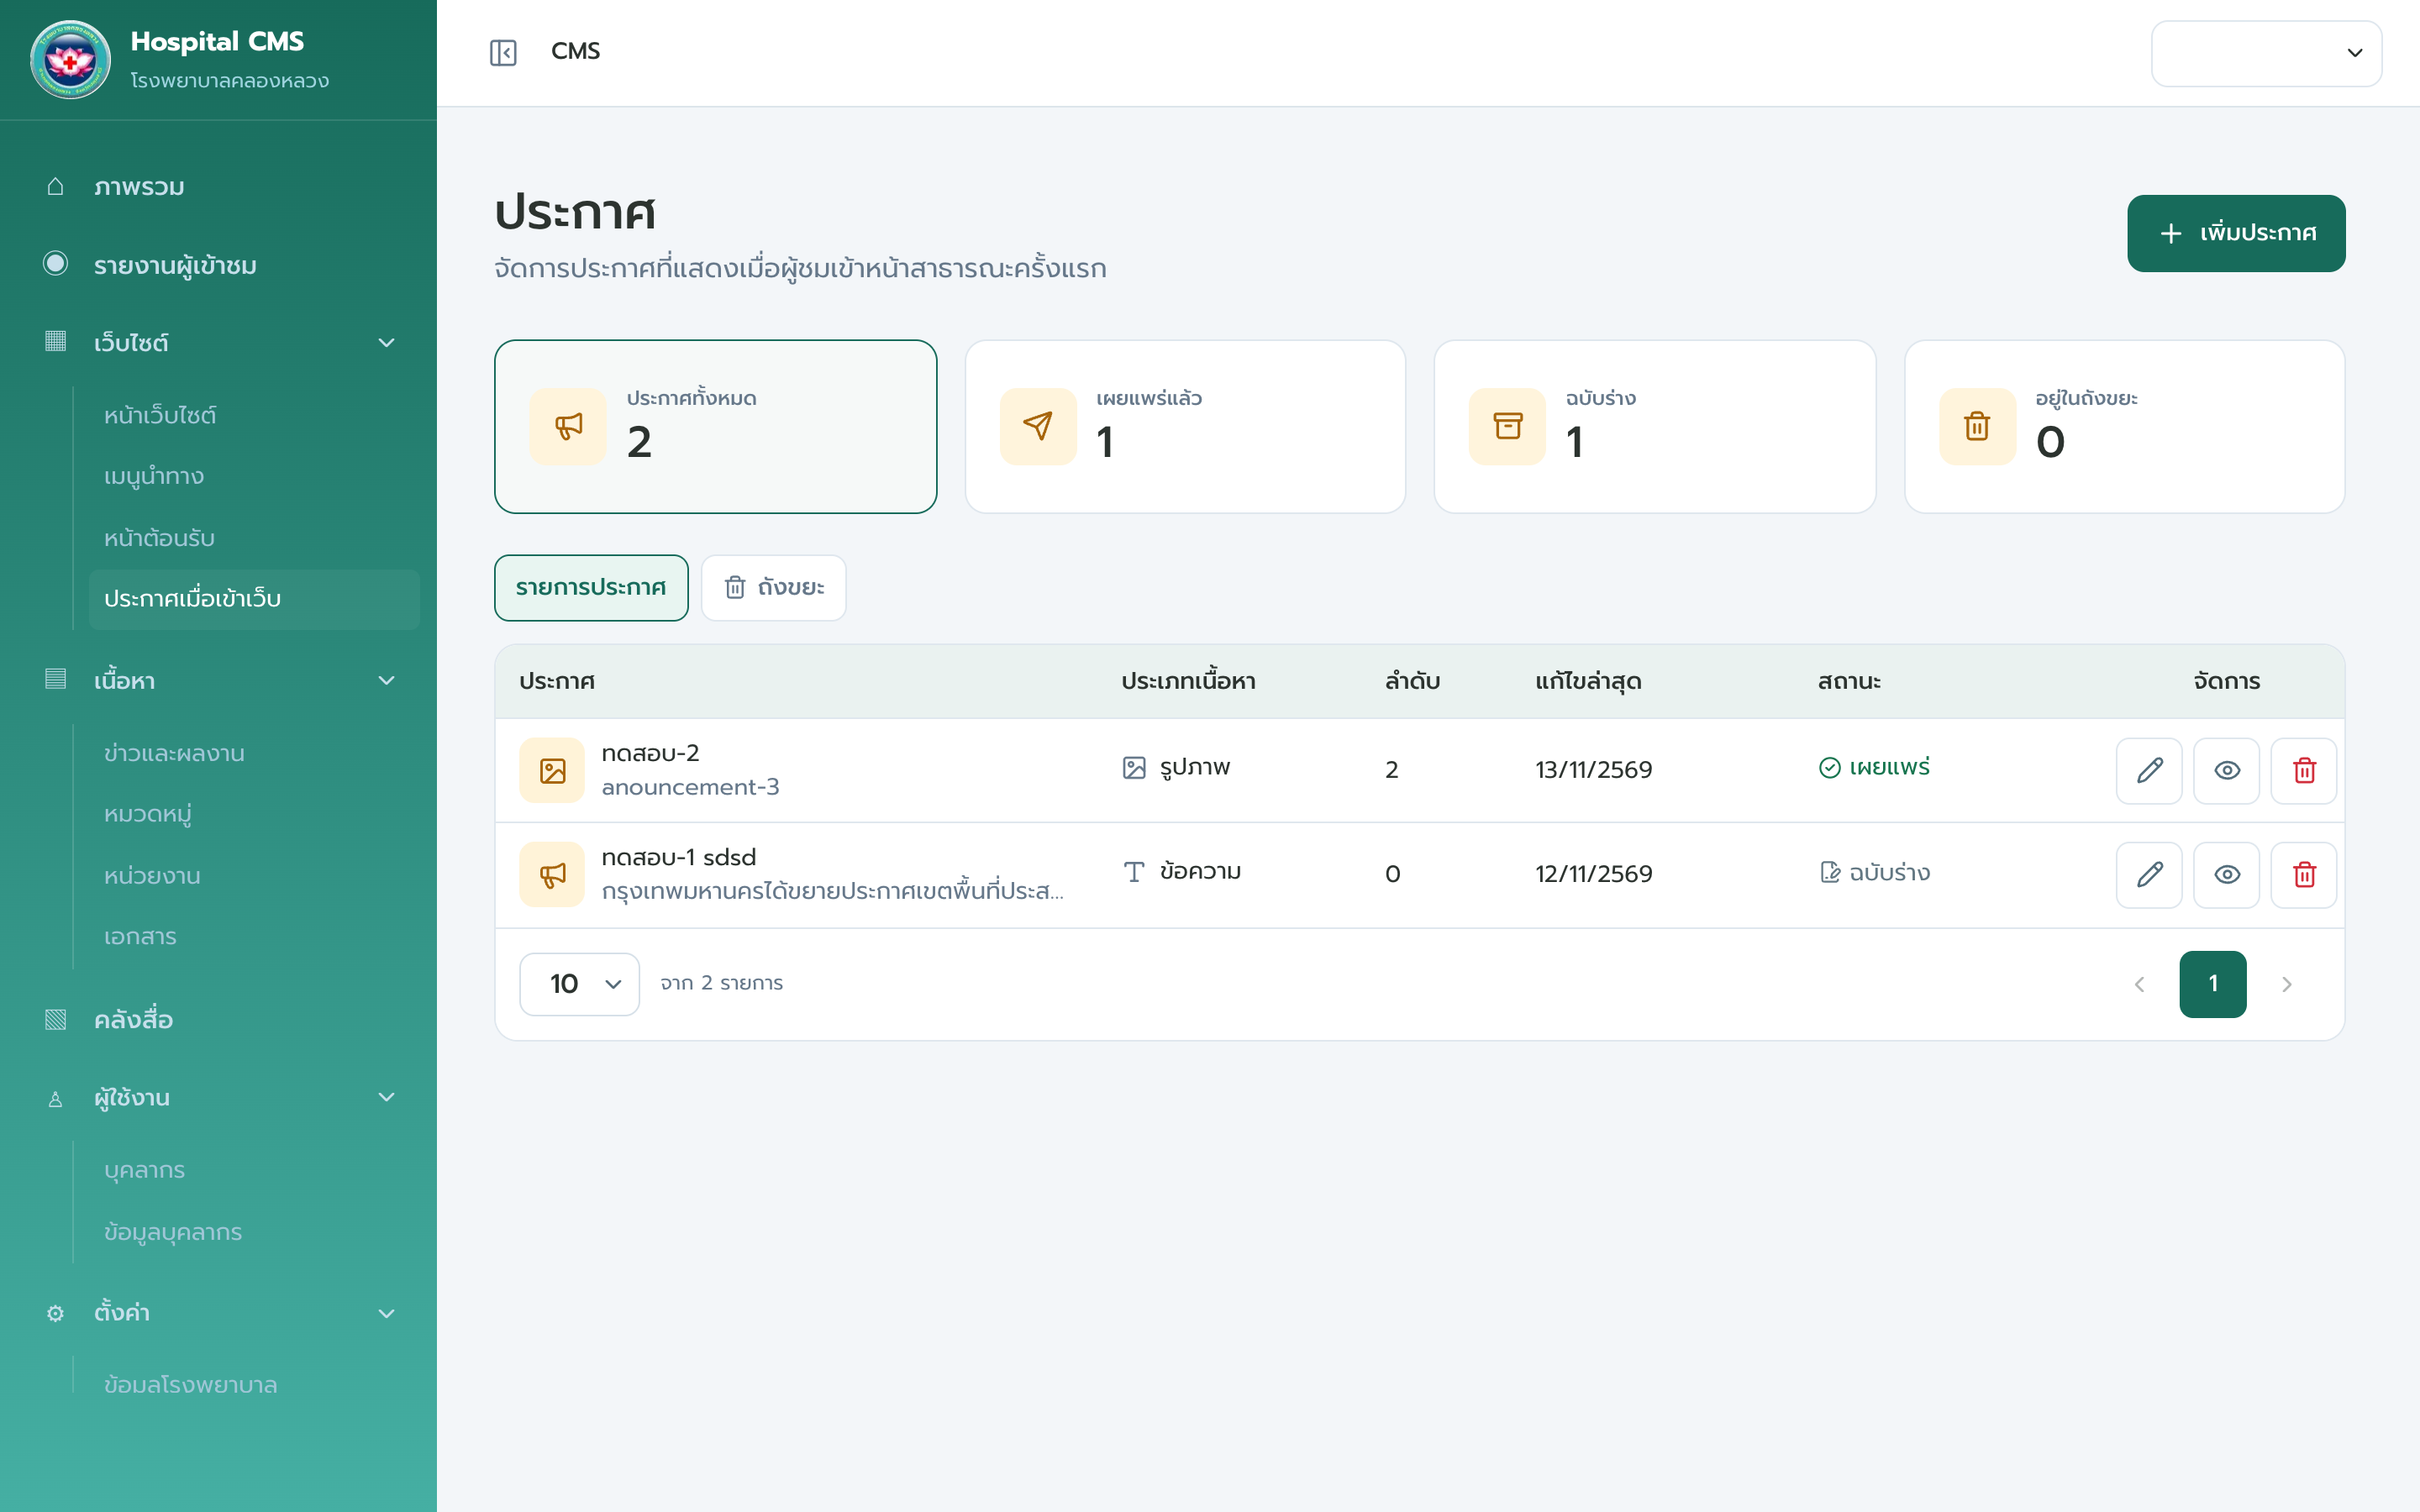 Hospital CMS
โรงพยาบาลคลองหลวง
ภาพรวม
รายงานผู้เข้าชม
เว็บไซต์
หน้าเว็บไซต์
เมนูนำทาง
หน้าต้อนรับ
ประกาศเมื่อเข้าเว็บ
เนื้อหา
ข่าวและผลงาน
หมวดหมู่
หน่วยงาน
เอกสาร
คลังสื่อ
ผู้ใช้งาน
บุคลากร
ข้อมูลบุคลากร
ตั้งค่า
ข้อมูลโรงพยาบาล
CMS
ประกาศ
จัดการประกาศที่แสดงเมื่อผู้ชมเข้าหน้าสาธารณะครั้งแรก
เพิ่มประกาศ
ประกาศทั้งหมด
2
เผยแพร่แล้ว
1
ฉบับร่าง
1
อยู่ในถังขยะ
0
รายการประกาศ
ถังขยะ
ประกาศ ประเภทเนื้อหา ลำดับ แก้ไขล่าสุด สถานะ จัดการ
ทดสอบ-2
anouncement-3
รูปภาพ 2 13/11/2569 เผยแพร่
ทดสอบ-1 sdsd
กรุงเทพมหานครได้ขยายประกาศเขตพื้นที่ประส...
ข้อความ 0 12/11/2569 ฉบับร่าง
10 จาก 2 รายการ
1